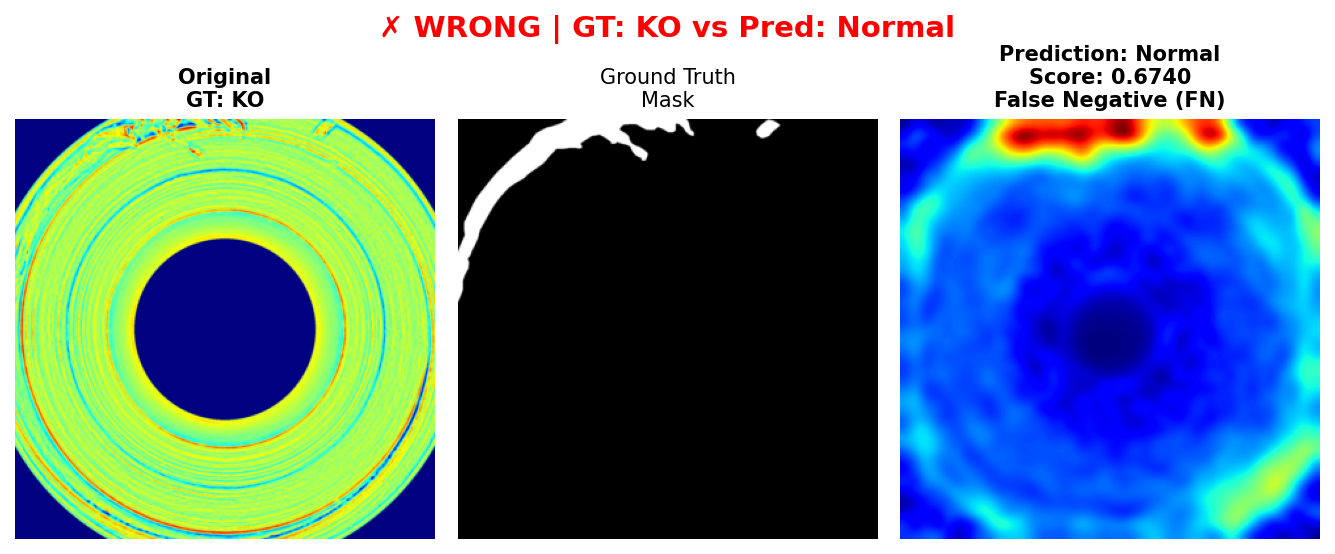 ✗ WRONG | GT: KO vs Pred: Normal
Original
GT: KO
Ground Truth
Mask
Prediction: Normal
Score: 0.6740
False Negative (FN)